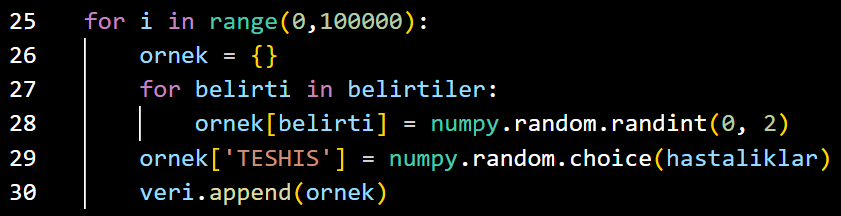 25 for i in range(0,100000):
26     ornek = {}
27     for belirti in belirtiler:
28         ornek[belirti] = numpy.random.randint(0, 2)
29     ornek['TESHIS'] = numpy.random.choice(hastaliklar)
30     veri.append(ornek)